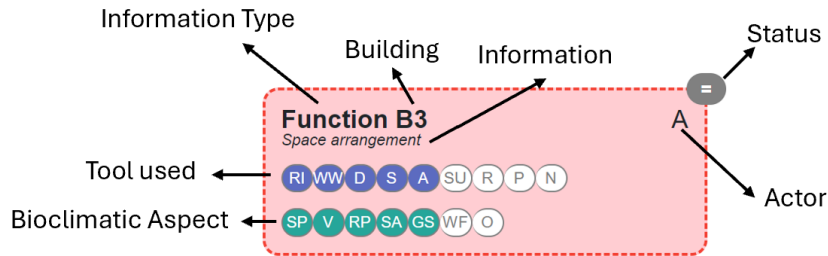 Information Type
Building
Information
Status
=
Function B3
A
Space arrangement
Tool used
RI WW D S A SU R P N
Actor
Bioclimatic Aspect
SP V RP SA GS WF O